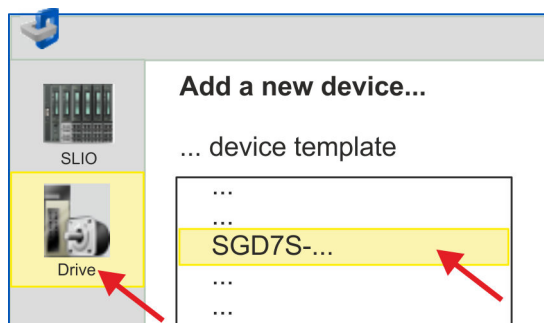 Add a new device...
SLIO
... device template
...
...
SGD7S-...
Drive
...
...